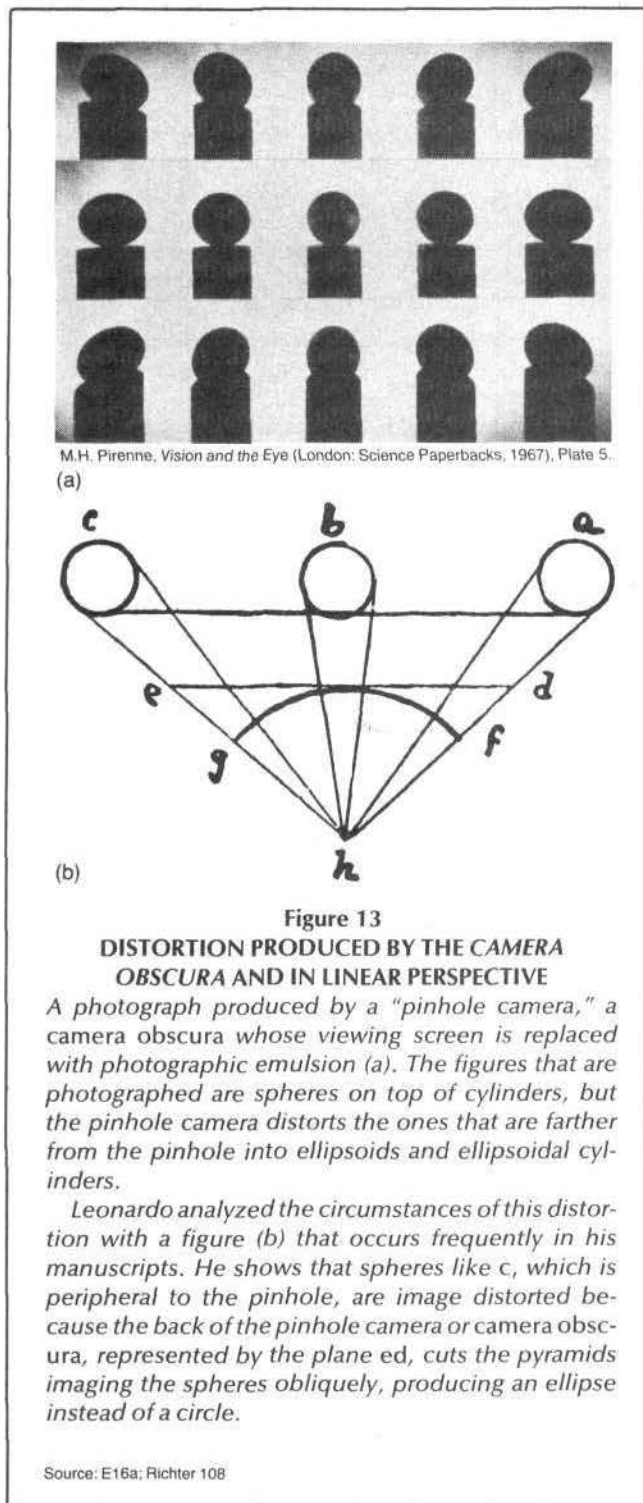 M.H. Pirenne, Vision and the Eye (London: Science Paperbacks, 1967), Plate 5.
(a)
c b a
e d
g f
h
(b)
Figure 13
DISTORTION PRODUCED BY THE CAMERA
OBSCURA AND IN LINEAR PERSPECTIVE
A photograph produced by a "pinhole camera," a
camera obscura whose viewing screen is replaced
with photographic emulsion (a). The figures that are
photographed are spheres on top of cylinders, but
the pinhole camera distorts the ones that are farther
from the pinhole into ellipsoids and ellipsoidal cyl-
inders.
Leonardo analyzed the circumstances of this distor-
tion with a figure (b) that occurs frequently in his
manuscripts. He shows that spheres like c, which is
peripheral to the pinhole, are image distorted be-
cause the back of the pinhole camera or camera obsc-
ura, represented by the plane ed, cuts the pyramids
imaging the spheres obliquely, producing an ellipse
instead of a circle.
Source: E16a; Richter 108